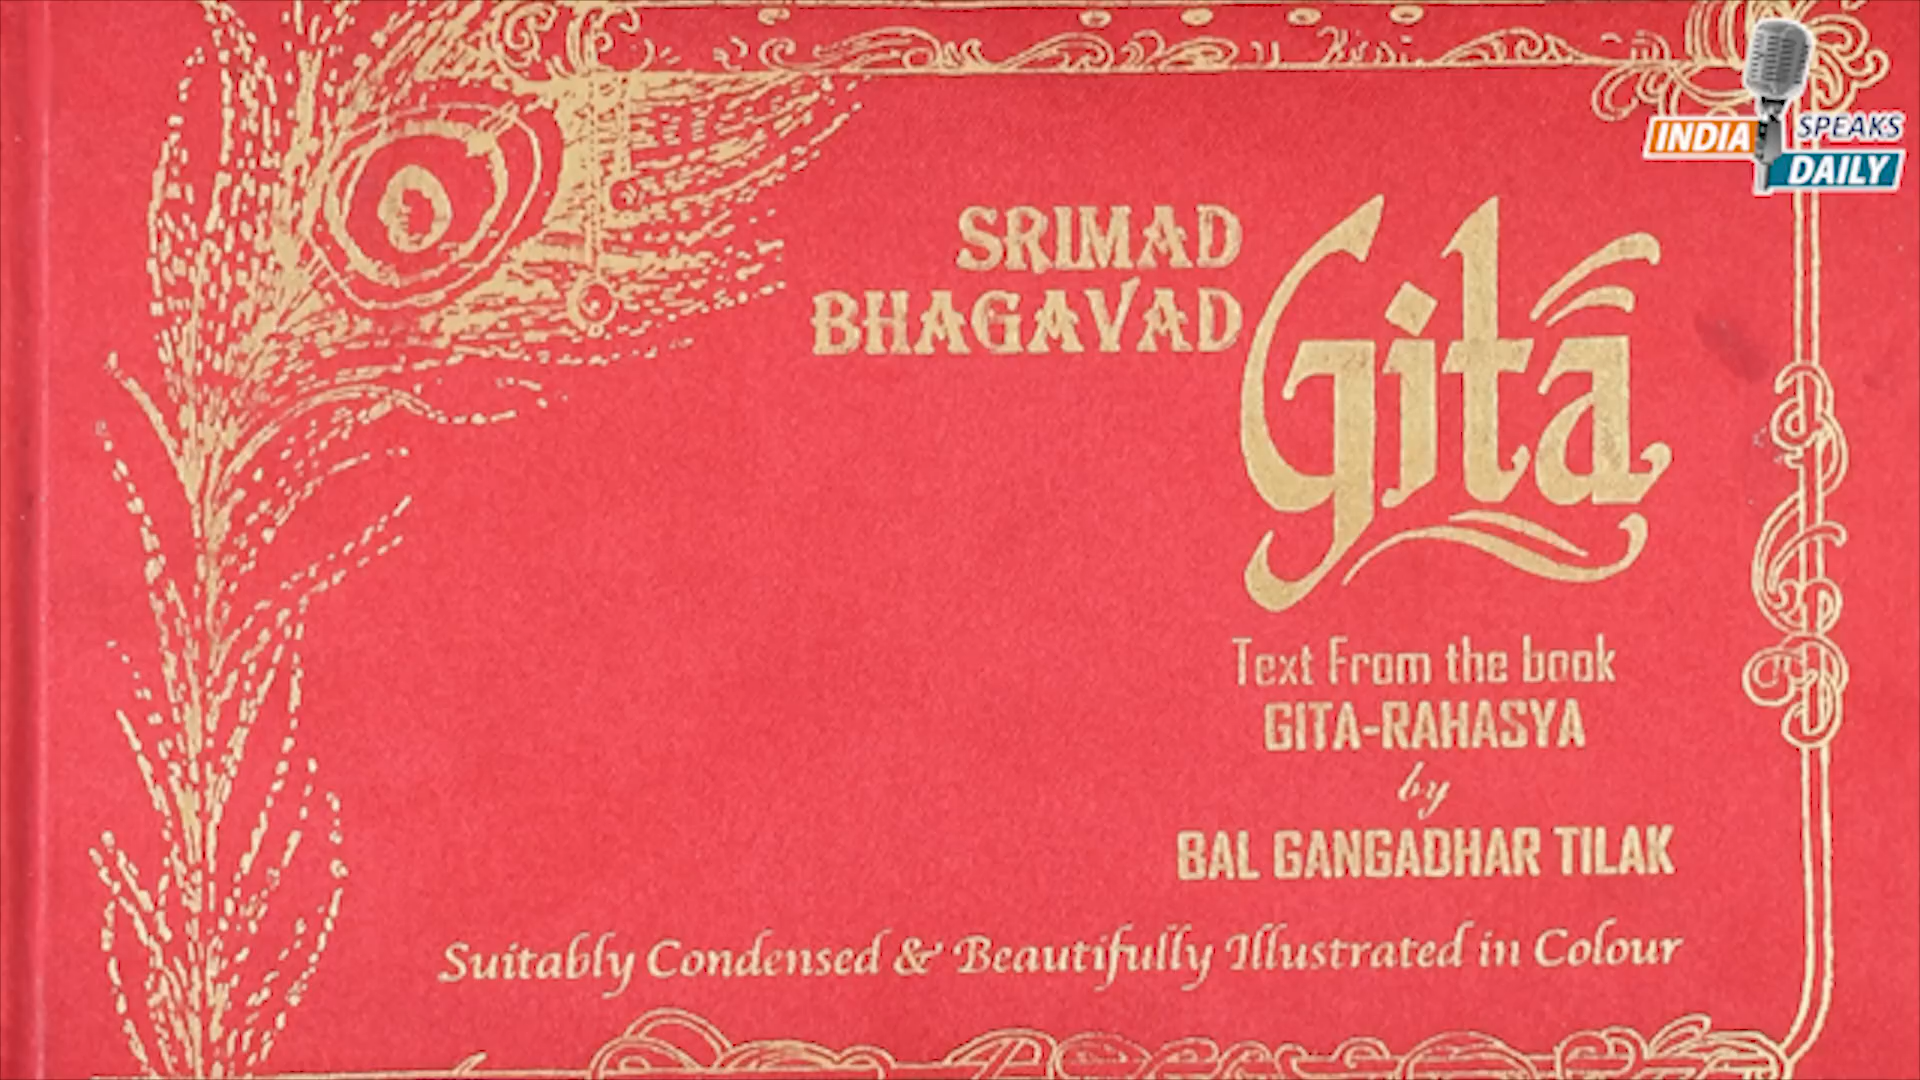 INDIA SPEAKS
DAILY
SRIMAD
BHAGAVAD
Gita
Text From the book
GITA-RAHASYA
by
BAL GANGADHAR TILAK
Suitably Condensed & Beautifully Illustrated in Colour